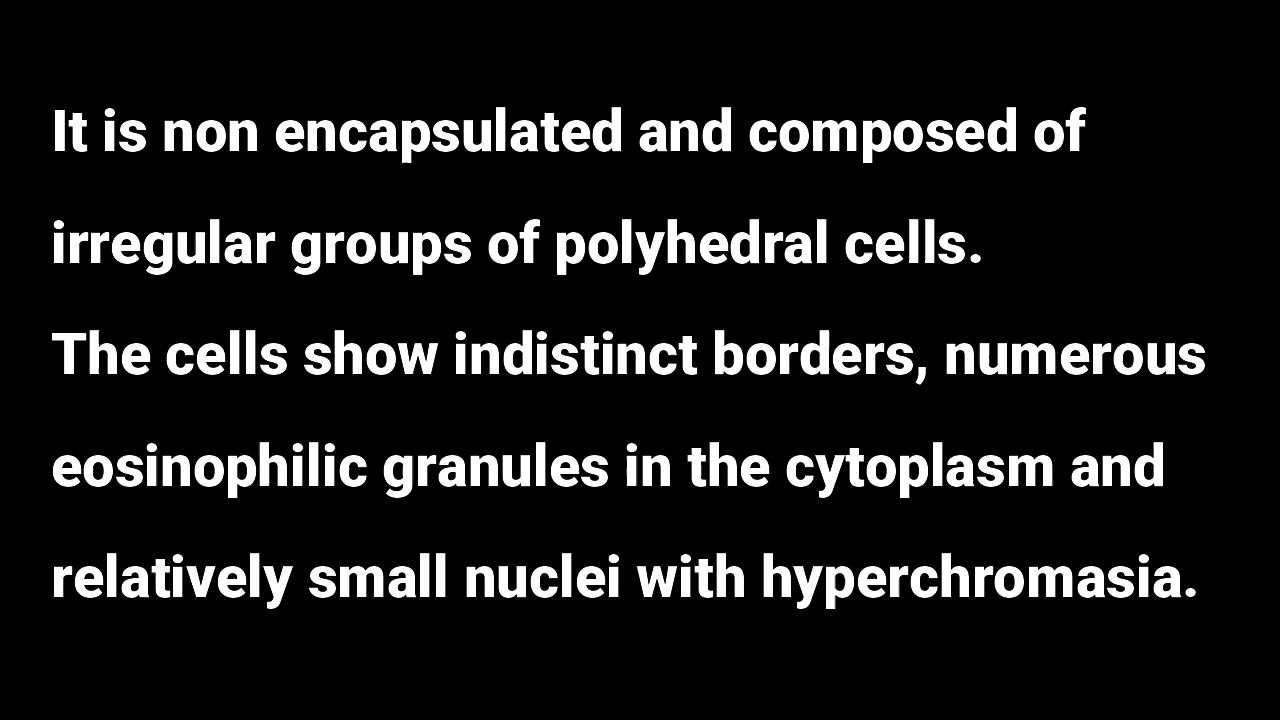 It is non encapsulated and composed of
irregular groups of polyhedral cells.
The cells show indistinct borders, numerous
eosinophilic granules in the cytoplasm and
relatively small nuclei with hyperchromasia.